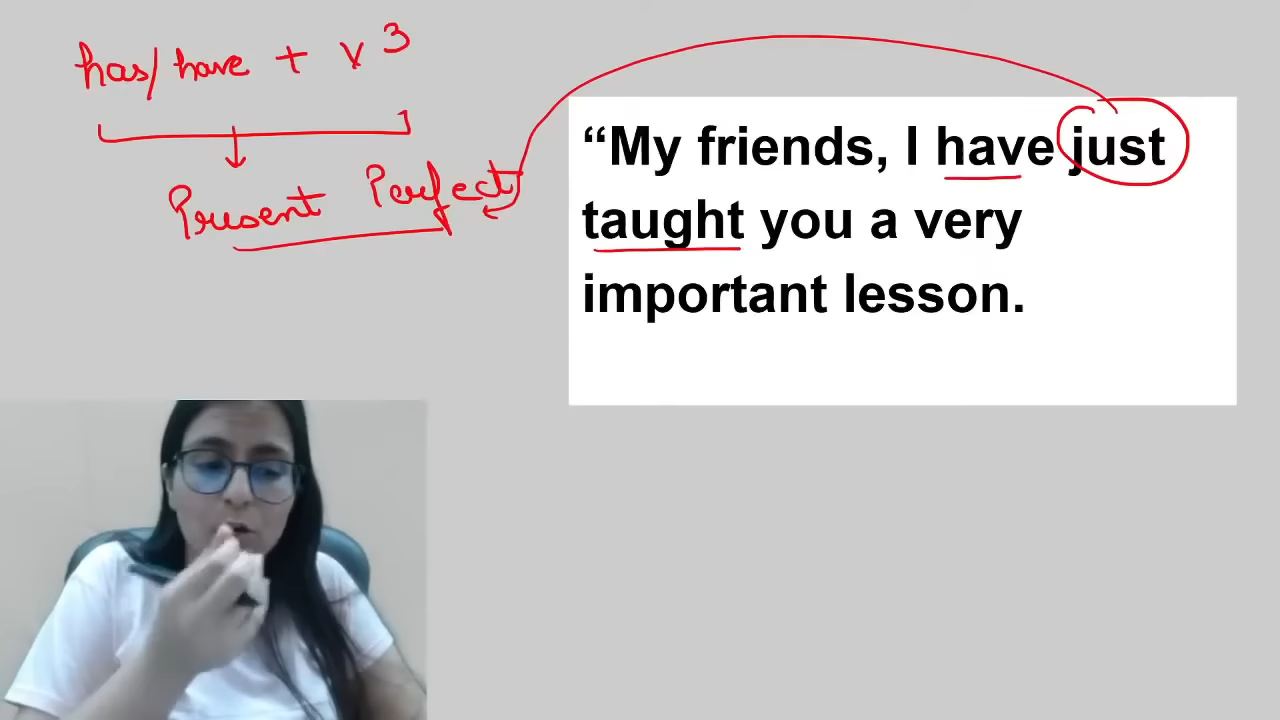 has/have + v3
Present Perfect
“My friends, I have just
taught you a very
important lesson.